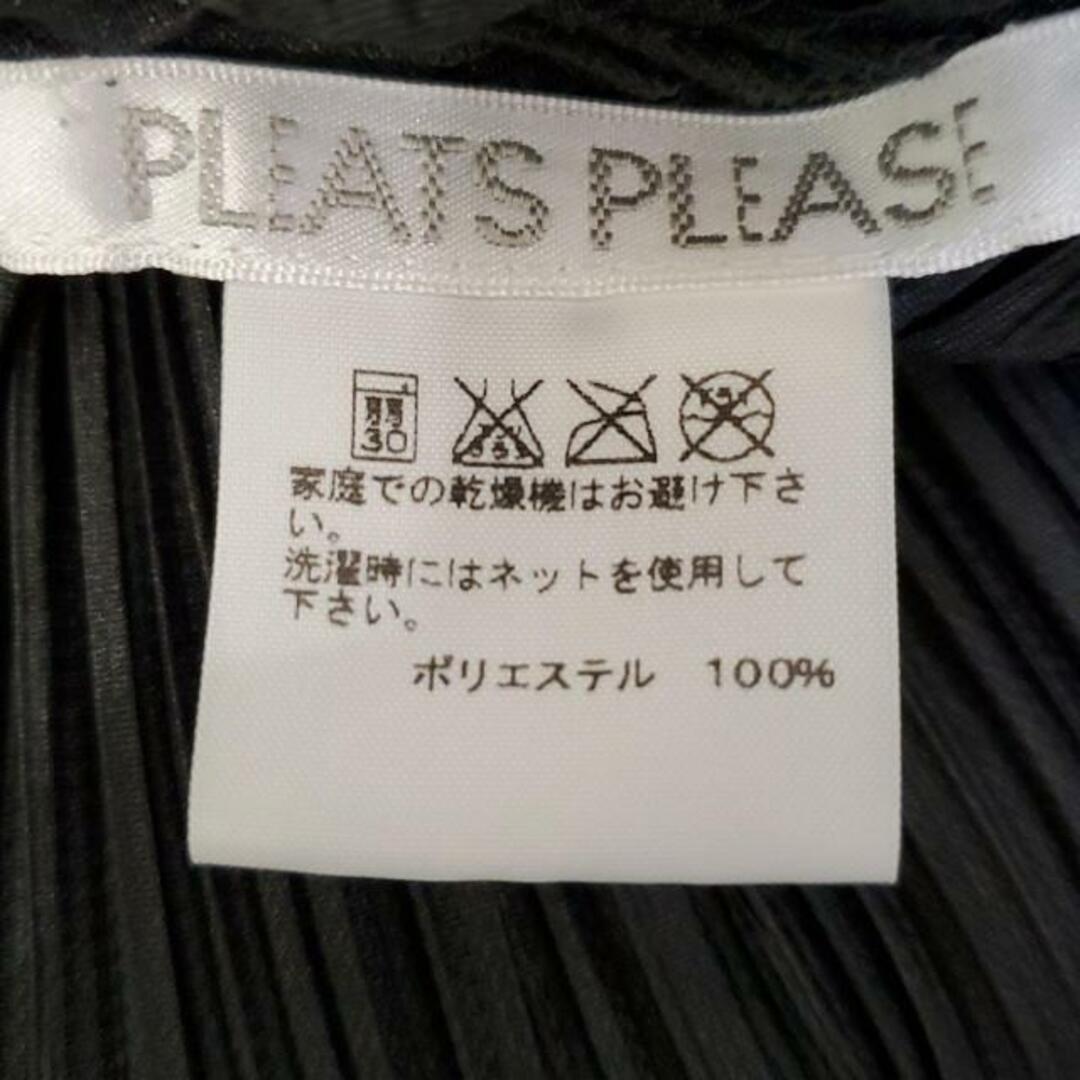 PLEATS PLEASE
弱
30
家庭での乾燥機はお避け下さ
い。
洗濯時にはネットを使用して
下さい。
ポリエステル 100%